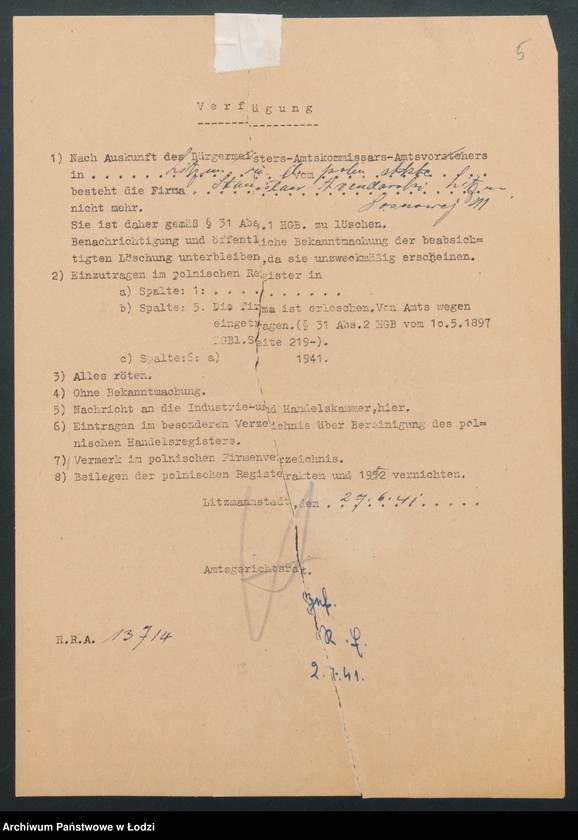 5
Verfügung
1) Nach Auskunft des Bürgermeisters-Amtskommissars-Amtsvorstehers
in vom
besteht die Firma Stanislaw
nicht mehr.
Sie ist daher gemäß § 31 Abs.1 HGB. zu löschen.
Benachrichtigung und öffentliche Bekanntmachung der beabsich=
tigten Löschung unterbleiben,da sie unzweckmäßig erscheinen.
2) Einzutragen im polnischen Register in
a) Spalte: 1: . . . . . . . . . . .
b) Spalte: 5. Die Firma ist erloschen.Von Amts wegen
eingetragen.(§ 31 Abs.2 HGB vom 10.5.1897
RGBl.Seite 219-).
c) Spalte:6: a) 1941.
3) Alles röten.
4) Ohne Bekanntmachung.
5) Nachricht an die Industrie-und Handelskammer,hier.
6) Eintragen im besonderen Verzeichnis über Bereinigung des pol=
nischen Handelsregisters.
7) Vermerk im polnischen Firmenverzeichnis.
8) Beilegen der polnischen Registerakten und 1952 vernichten.
Litzmannstadt,den 27.6.41
Amtsgerichtsrat.
H.R.A. 13714
2.7.41.
Archiwum Państwowe w Łodzi